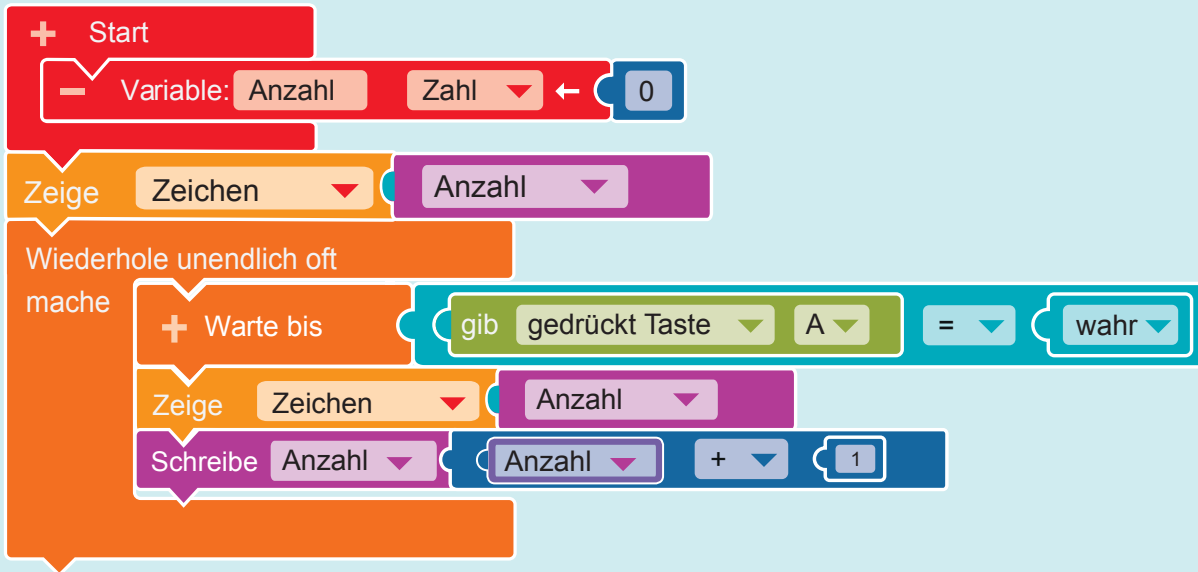 + Start
− Variable: Anzahl Zahl ← 0
Zeige Zeichen Anzahl
Wiederhole unendlich oft
mache
+ Warte bis gib gedrückt Taste A = wahr
Zeige Zeichen Anzahl
Schreibe Anzahl Anzahl + 1